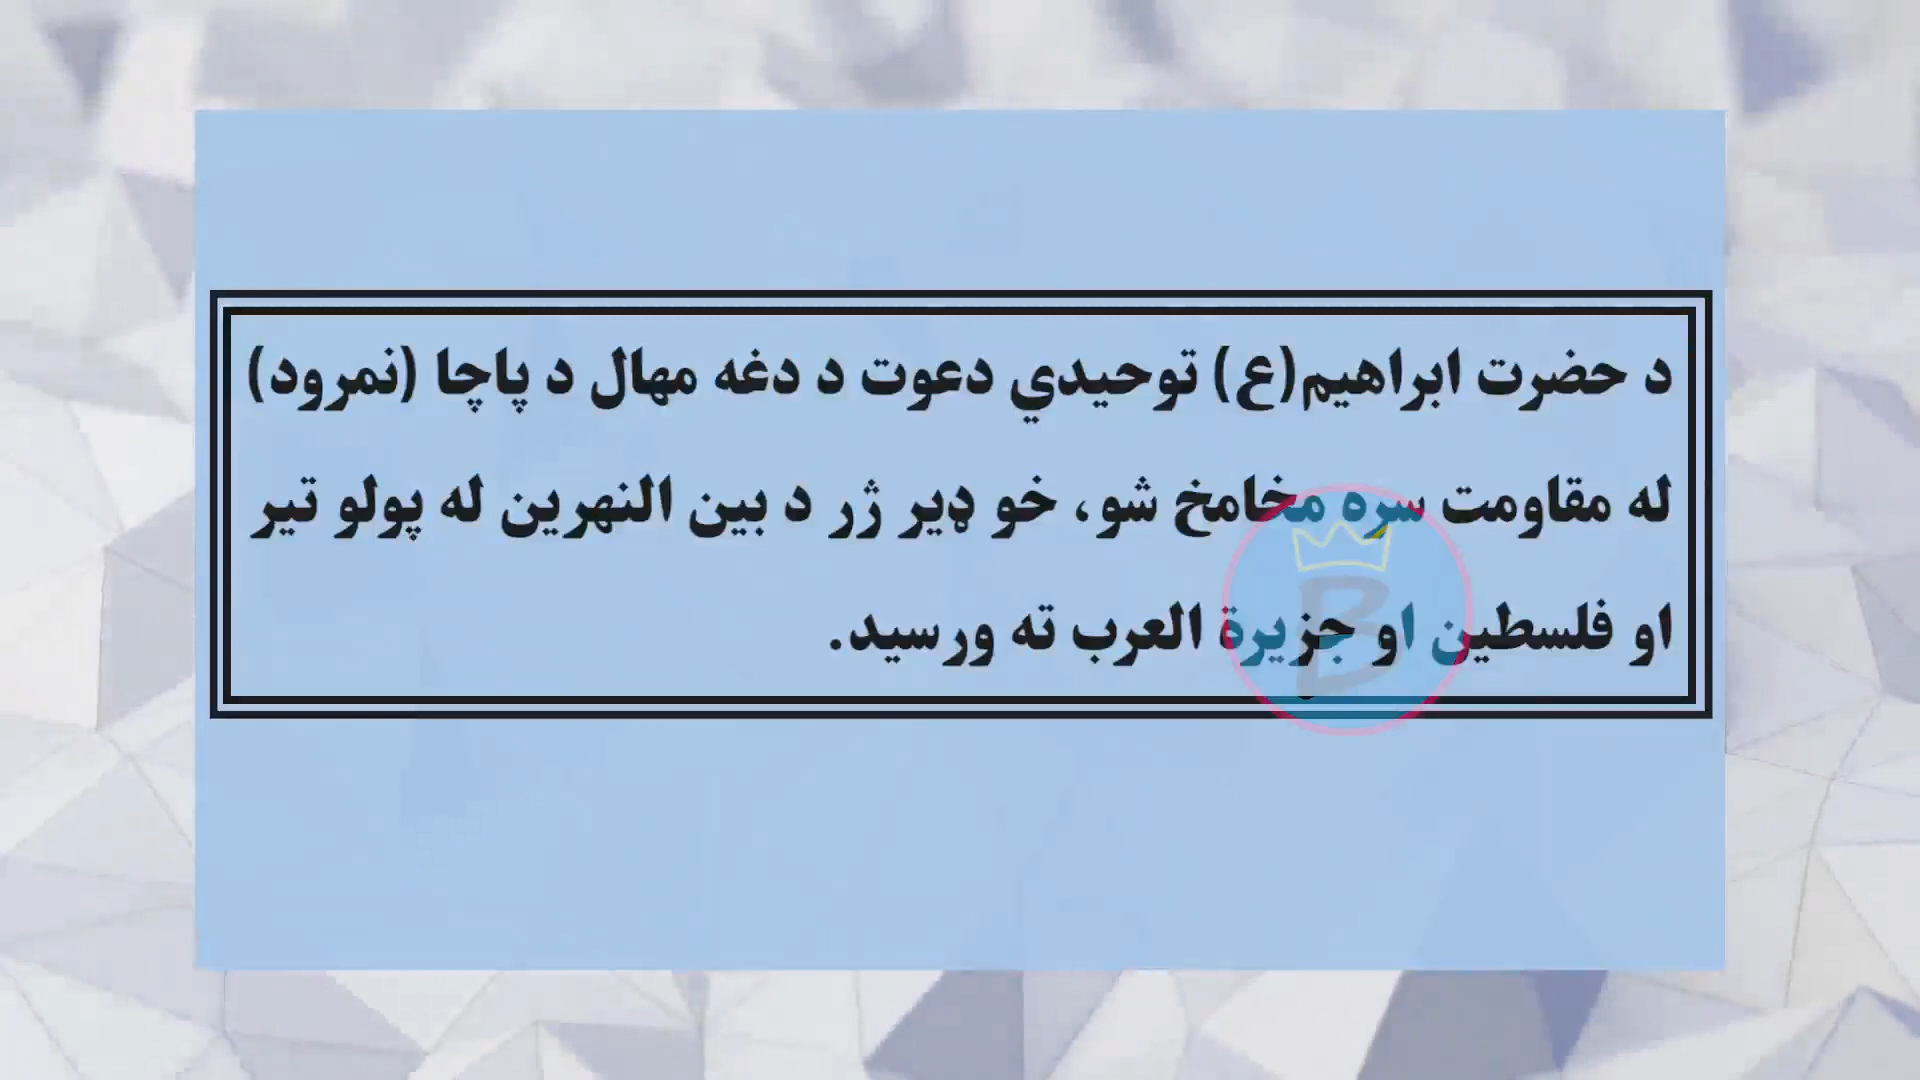 د حضرت ابراهیم(ع) توحیدي دعوت د دغه مهال د پاچا (نمرود)
له مقاومت سره مخامخ شو، خو ډیر ژر د بین النهرین له پولو تیر
او فلسطین او جزیرة العرب ته ورسید.
B